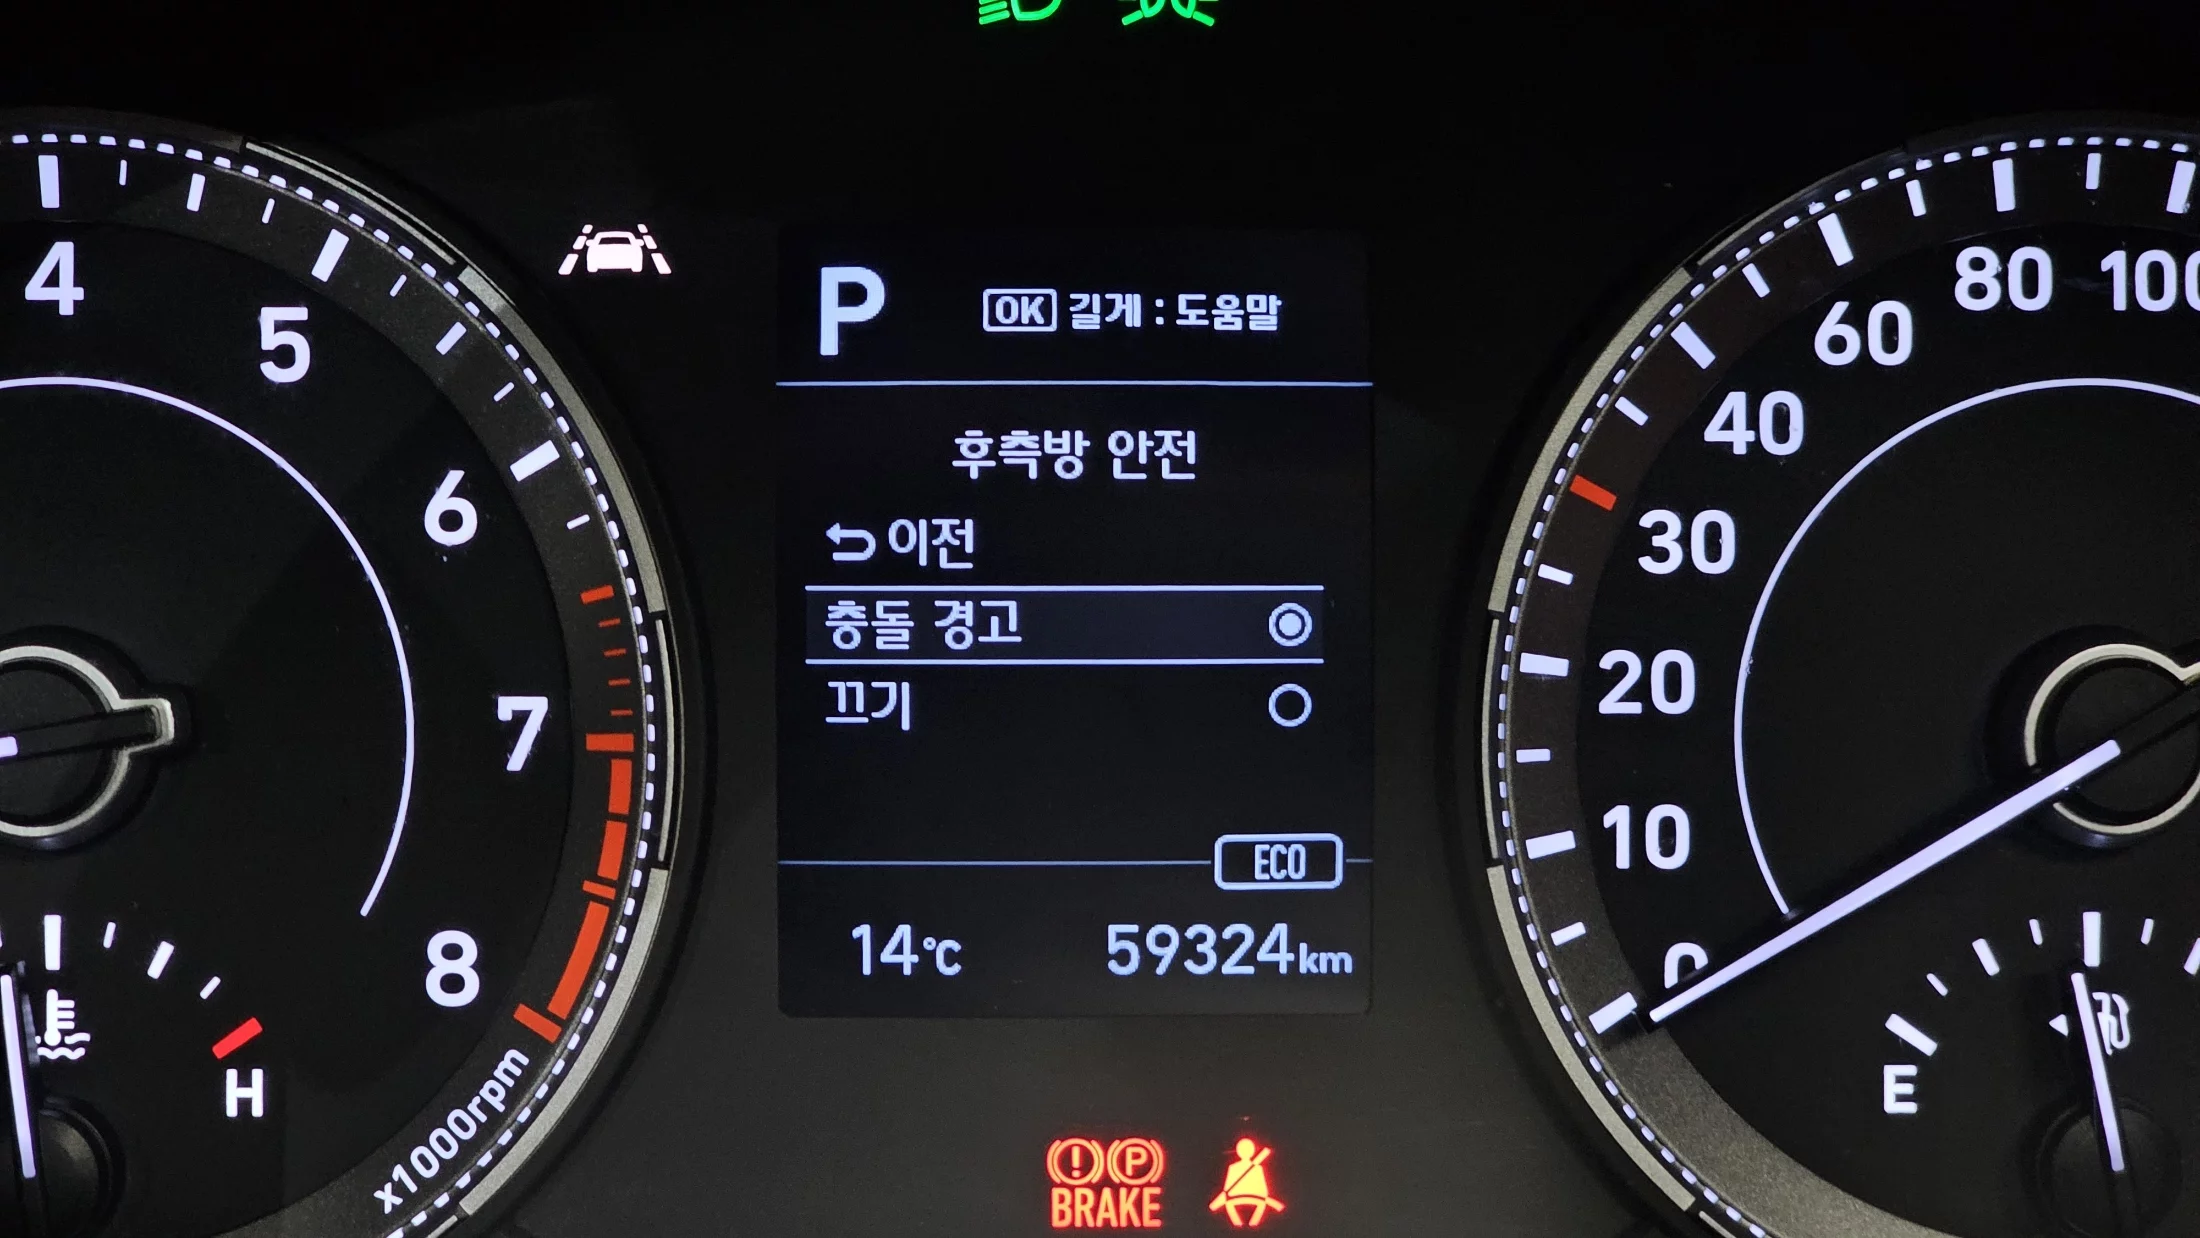 4
5
6
7
8
x1000rpm
H
P
OK 길게 : 도움말
후측방 안전
이전
충돌 경고
끄기
ECO
14℃ 59324km
BRAKE
P
100
80
60
40
30
20
10
0
E